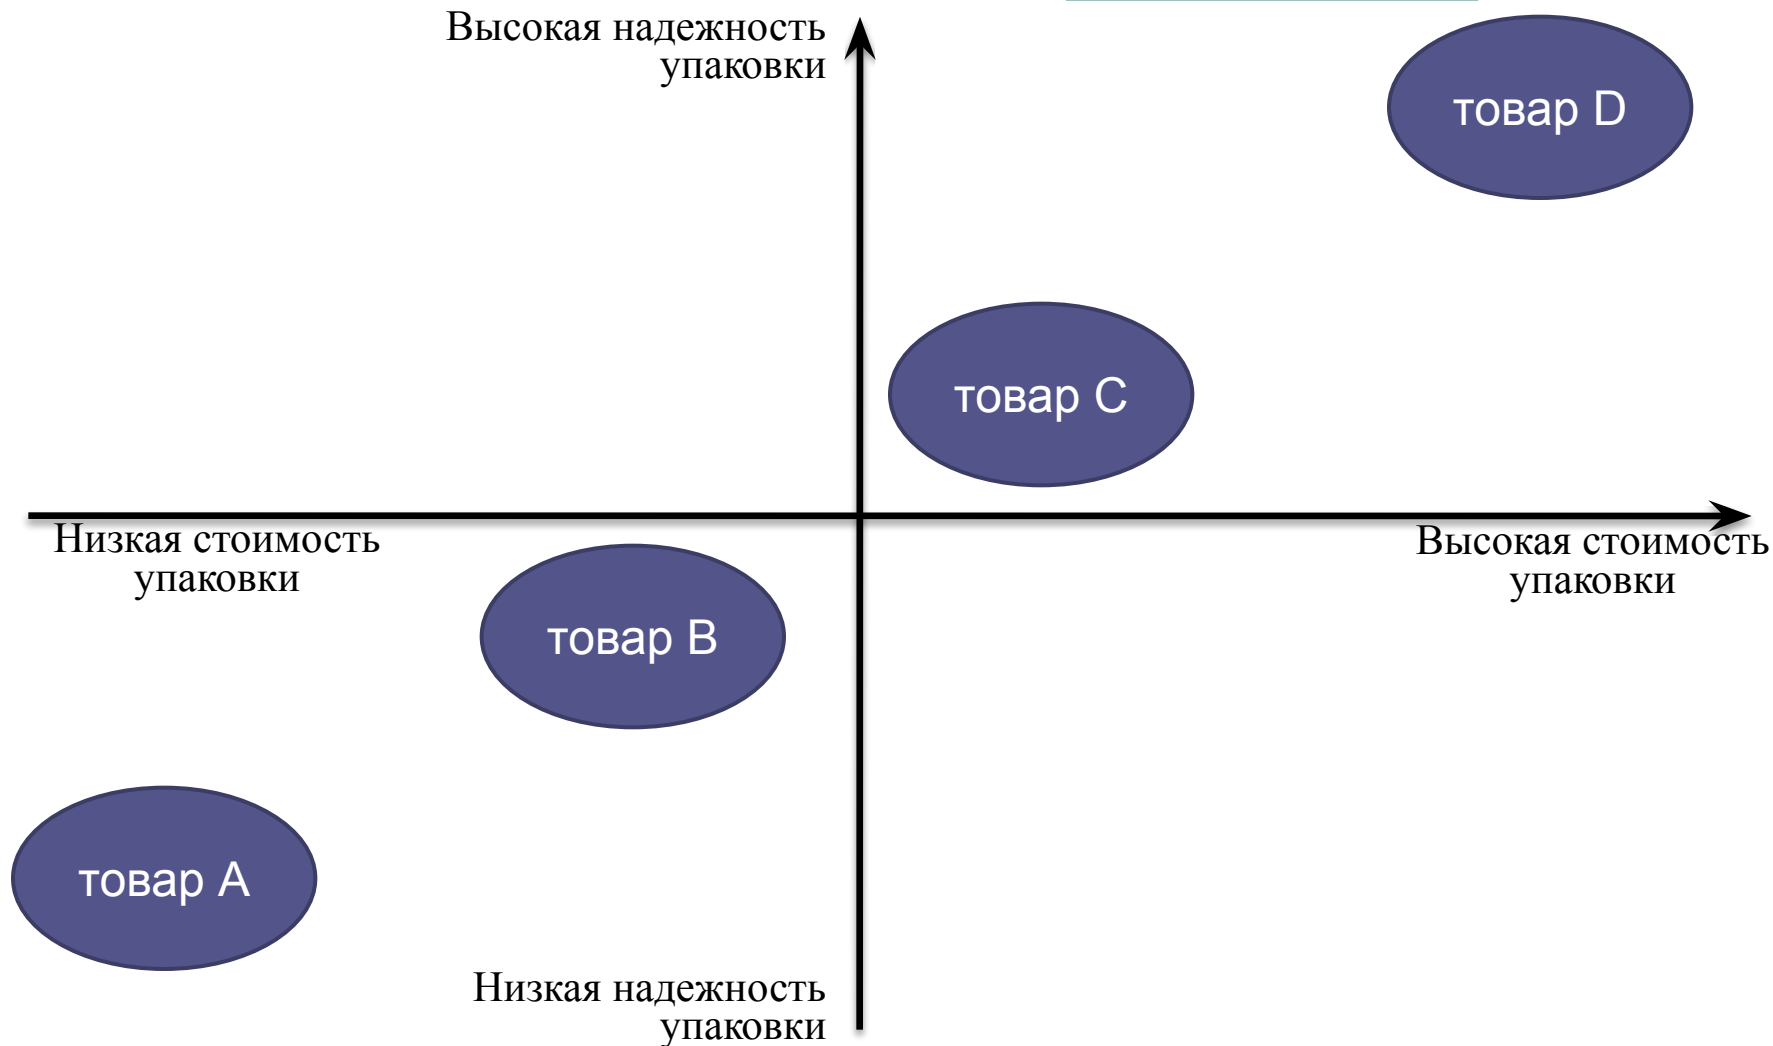 Высокая надежность
упаковки
товар D
товар C
Низкая стоимость
упаковки
Высокая стоимость
упаковки
товар B
товар A
Низкая надежность
упаковки